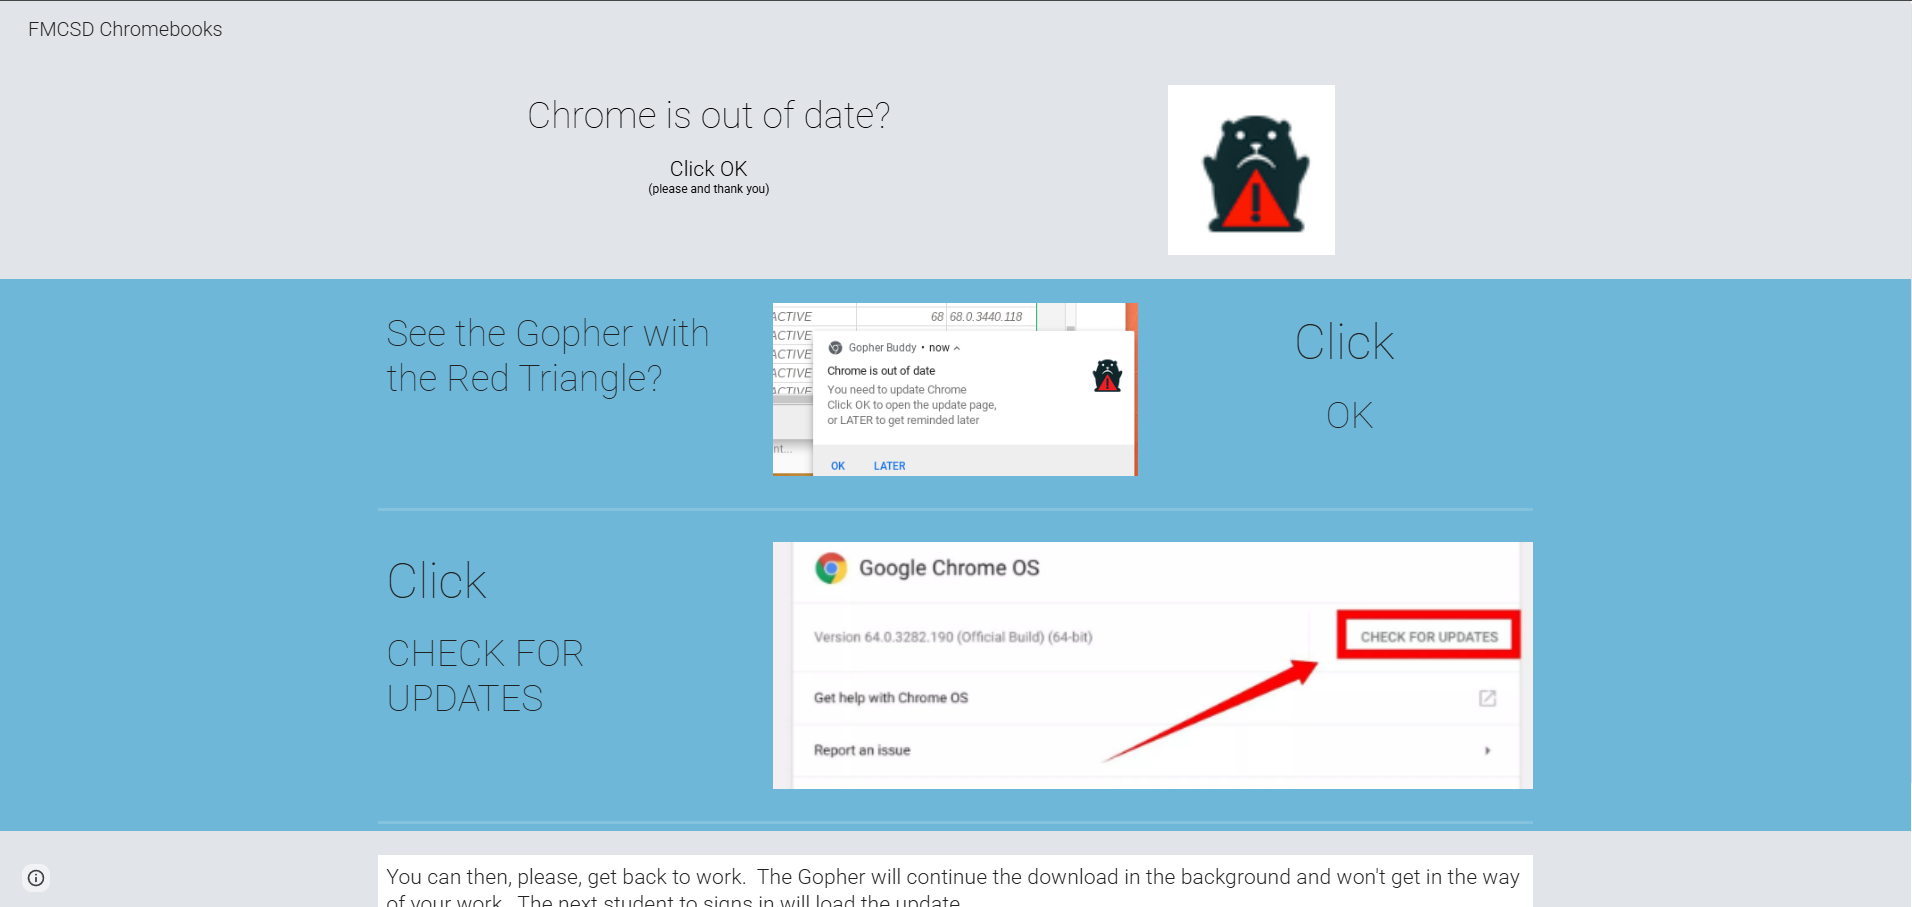 FMCSD Chromebooks
Chrome is out of date?
Click OK
(please and thank you)
See the Gopher with
the Red Triangle?
ACTIVE 68 68.0.3440.118
ACTIVE
ACTIVE
ACTIVE
ACTIVE
Gopher Buddy • now
Chrome is out of date
You need to update Chrome
Click OK to open the update page,
or LATER to get reminded later
OK LATER
nt...
Click
OK
Click
CHECK FOR
UPDATES
Google Chrome OS
Version 64.0.3282.190 (Official Build) (64-bit)
CHECK FOR UPDATES
Get help with Chrome OS
Report an issue
You can then, please, get back to work. The Gopher will continue the download in the background and won't get in the way
of your work. The next student to signs in will load the update.